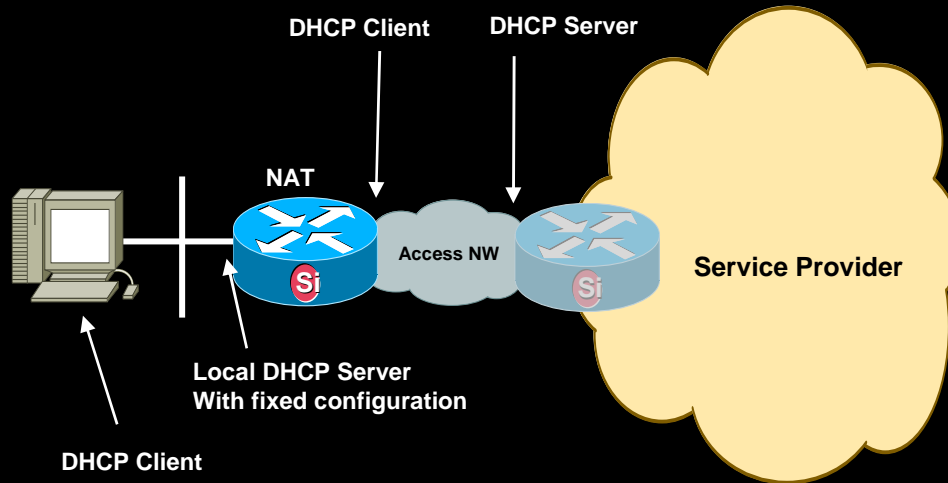 DHCP Client
DHCP Server
NAT
Access NW
Service Provider
Si
Si
Local DHCP Server
With fixed configuration
DHCP Client